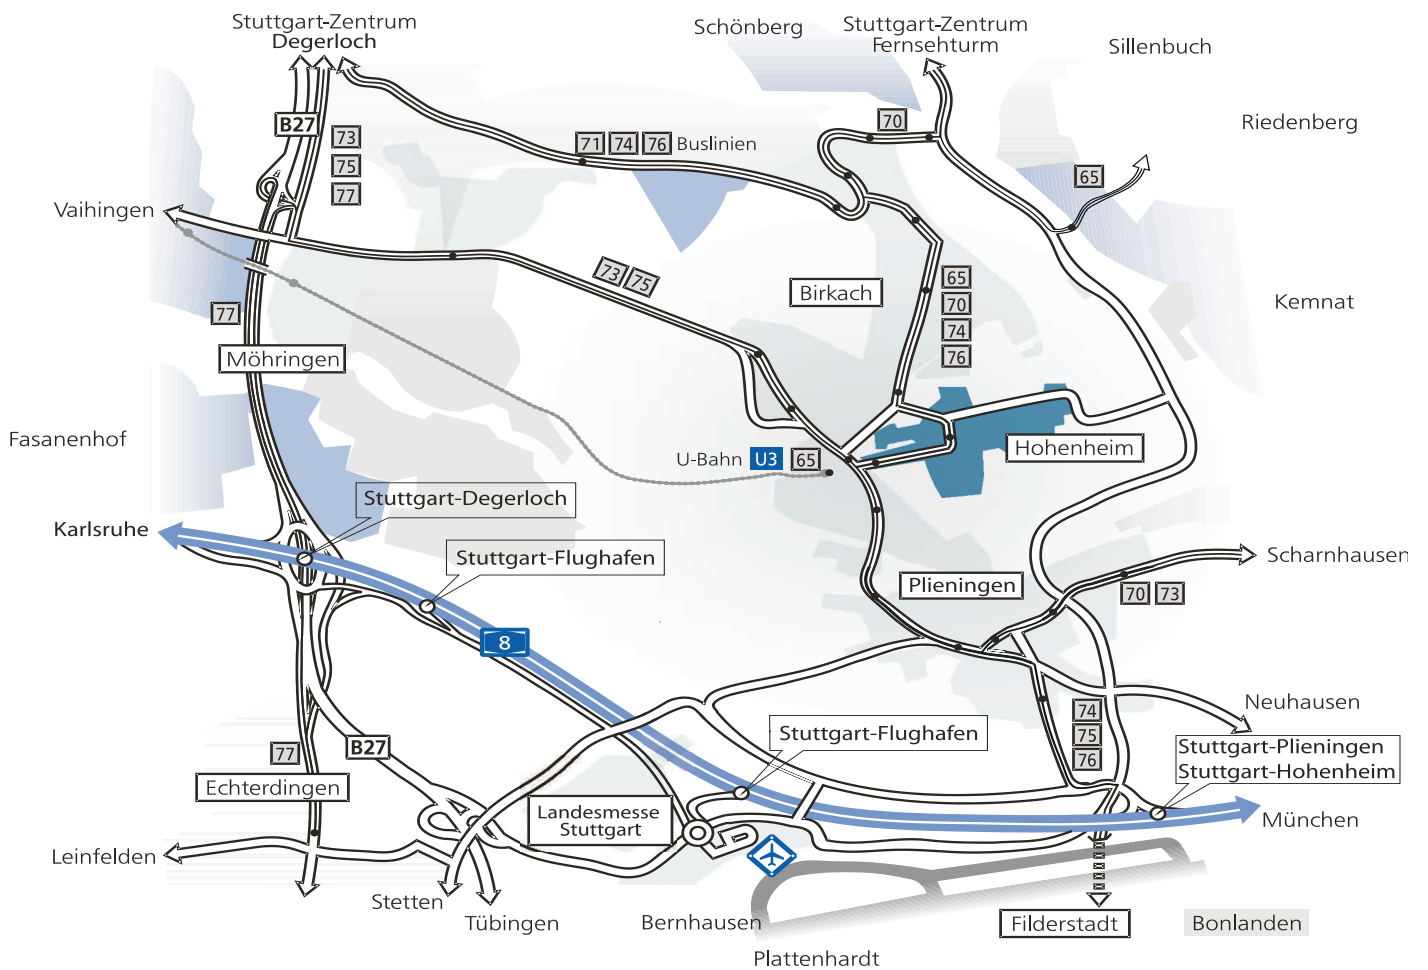 Stuttgart-Zentrum
Degerloch
Schönberg
Stuttgart-Zentrum
Fernsehturm
Sillenbuch
B27
73
75
77
71 74 76 Buslinien
70
Riedenberg
65
Vaihingen
73 75
Birkach
65
70
74
76
Kemnat
77
Möhringen
Fasanenhof
U-Bahn U3 65
Hohenheim
Stuttgart-Degerloch
Karlsruhe
Stuttgart-Flughafen
Scharnhausen
Plieningen
70 73
8
Neuhausen
74
75
76
Stuttgart-Flughafen
Stuttgart-Plieningen
Stuttgart-Hohenheim
77
B27
Echterdingen
Landesmesse
Stuttgart
München
Leinfelden
Stetten
Tübingen
Bernhausen
Filderstadt
Bonlanden
Plattenhardt